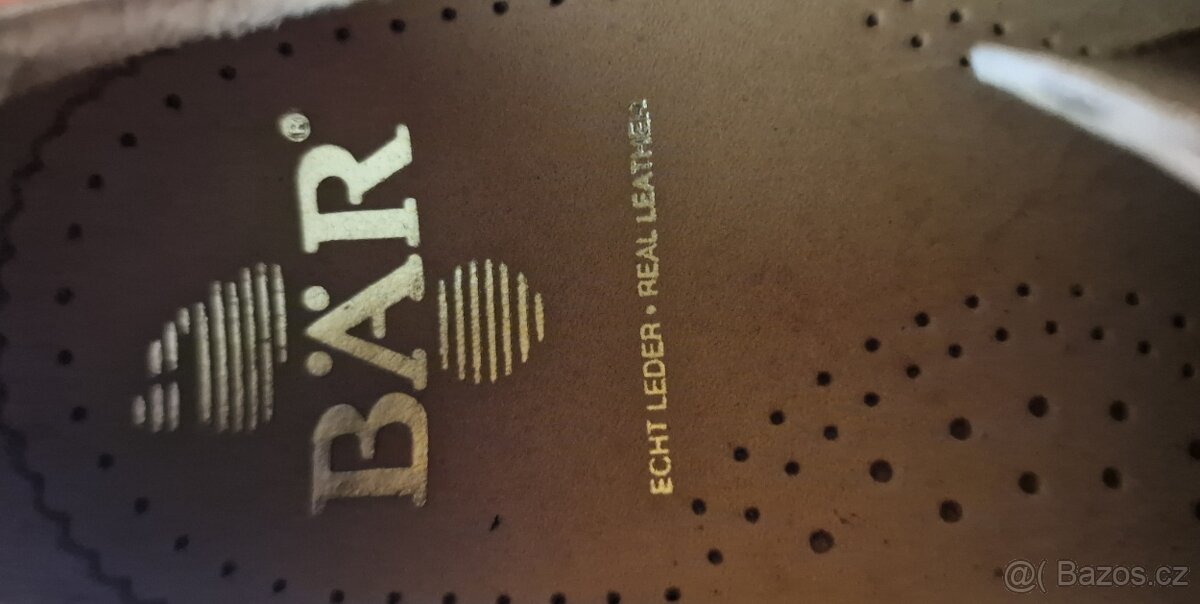 BÄR®
ECHT LEDER • REAL LEATHER
@( Bazos.cz